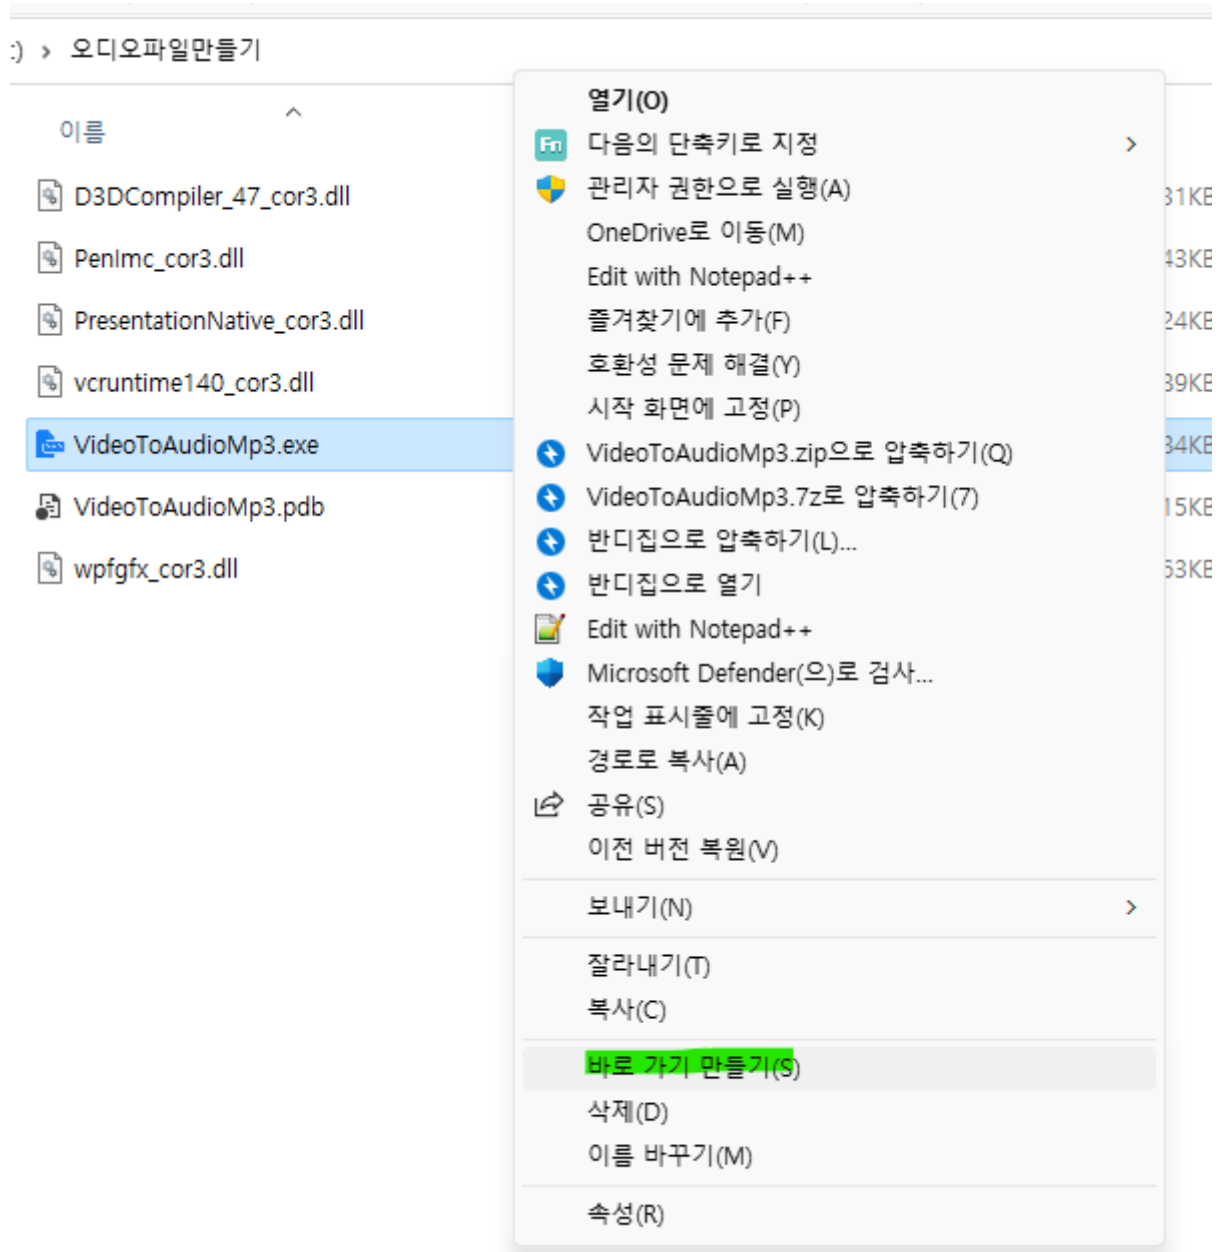 :) > 오디오파일만들기
이름
D3DCompiler_47_cor3.dll
PenImc_cor3.dll
PresentationNative_cor3.dll
vcruntime140_cor3.dll
VideoToAudioMp3.exe
VideoToAudioMp3.pdb
wpfgfx_cor3.dll
열기(O)
Fn 다음의 단축키로 지정
관리자 권한으로 실행(A)
OneDrive로 이동(M)
Edit with Notepad++
즐겨찾기에 추가(F)
호환성 문제 해결(Y)
시작 화면에 고정(P)
VideoToAudioMp3.zip으로 압축하기(Q)
VideoToAudioMp3.7z로 압축하기(7)
반디집으로 압축하기(L)...
반디집으로 열기
Edit with Notepad++
Microsoft Defender(으)로 검사...
작업 표시줄에 고정(K)
경로로 복사(A)
공유(S)
이전 버전 복원(V)
보내기(N)
잘라내기(T)
복사(C)
바로 가기 만들기(S)
삭제(D)
이름 바꾸기(M)
속성(R)